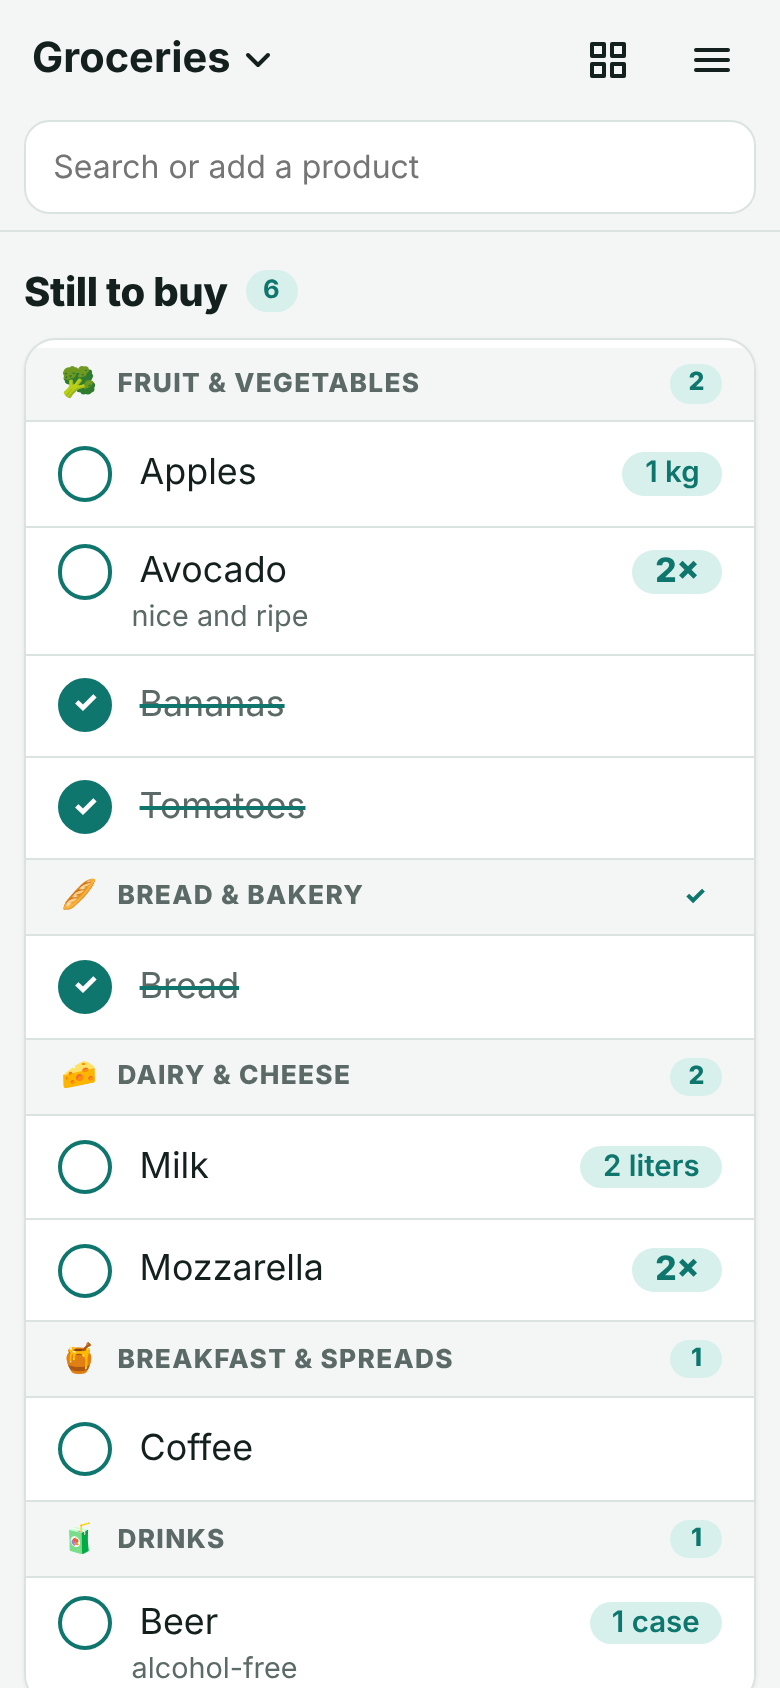 Groceries
Search or add a product
Still to buy 6
FRUIT & VEGETABLES 2
Apples 1 kg
Avocado 2×
nice and ripe
Bananas
Tomatoes
BREAD & BAKERY
Bread
DAIRY & CHEESE 2
Milk 2 liters
Mozzarella 2×
BREAKFAST & SPREADS 1
Coffee
DRINKS 1
Beer 1 case
alcohol-free